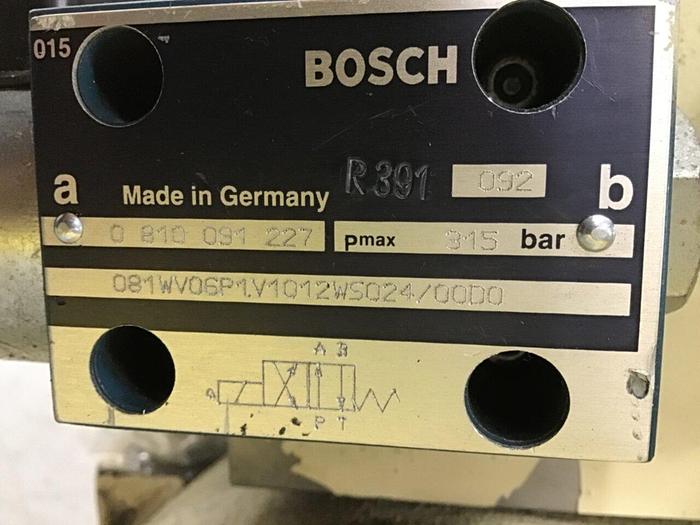 015
BOSCH
R391 092
a b
Made in Germany
0 810 091 227 pmax 315 bar
081WV06P1V1012WS024/00D0
A B
a
P T